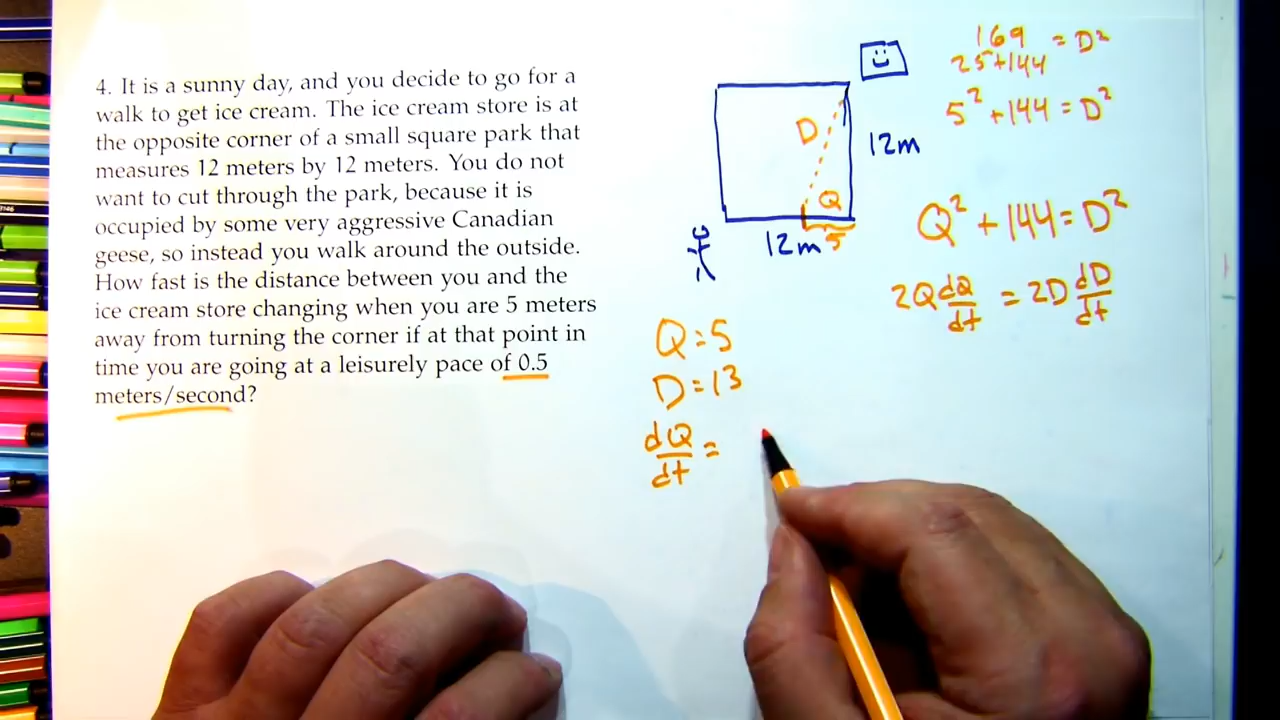 4. It is a sunny day, and you decide to go for a
walk to get ice cream. The ice cream store is at
the opposite corner of a small square park that
measures 12 meters by 12 meters. You do not
want to cut through the park, because it is
occupied by some very aggressive Canadian
geese, so instead you walk around the outside.
How fast is the distance between you and the
ice cream store changing when you are 5 meters
away from turning the corner if at that point in
time you are going at a leisurely pace of 0.5
meters/second?
D
Q
12m
12m
5
169 = D²
25+144
5² + 144 = D²
Q² + 144 = D²
2Q dQ/dt = 2D dD/dt
Q = 5
D = 13
dQ/dt =